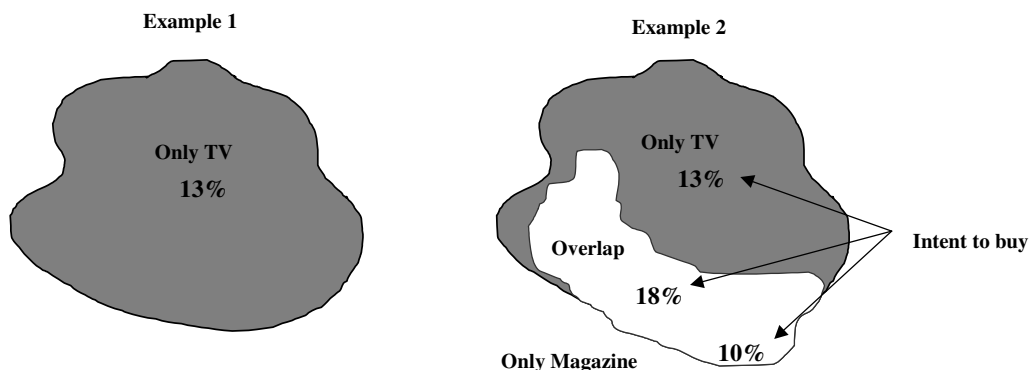 Example 1
Only TV
13%
Example 2
Only TV
13%
Overlap
18%
10%
Only Magazine
Intent to buy